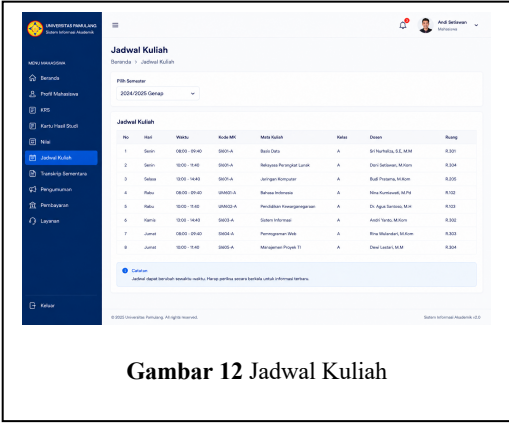 UNIVERSITAS PAMULANG
Sistem Informasi Akademik
Andi Setiawan
Mahasiswa
MENU MAHASISWA
Beranda
Profil Mahasiswa
KRS
Kartu Hasil Studi
Nilai
Jadwal Kuliah
Transkrip Sementara
Pengumuman
Pembayaran
Layanan
Keluar
Jadwal Kuliah
Beranda > Jadwal Kuliah
Pilih Semester
2024/2025 Genap
Jadwal Kuliah
No Hari Waktu Kode MK Mata Kuliah Kelas Dosen Ruang
1 Senin 08:00 - 09:40 SI601-A Basis Data A Sri Nurhaliza, S.E, M.M R.301
2 Senin 10:00 - 11:40 SI601-A Rekayasa Perangkat Lunak A Doni Setiawan, M.Kom R.304
3 Selasa 13:00 - 14:40 SI601-A Jaringan Komputer A Budi Pratama, M.Kom R.205
4 Rabu 08:00 - 09:40 UM601-A Bahasa Indonesia A Nina Kurniawati, M.Pd R.102
5 Rabu 10:00 - 11:40 UM602-A Pendidikan Kewarganegaraan A Dr. Agus Santoso, M.H R.103
6 Kamis 13:00 - 14:40 SI603-A Sistem Informasi A Andri Yanto, M.Kom R.302
7 Jumat 08:00 - 09:40 SI604-A Pemrograman Web A Rina Wulandari, M.Kom R.303
8 Jumat 10:00 - 11:40 SI605-A Manajemen Proyek TI A Dewi Lestari, M.M R.304
Catatan
Jadwal dapat berubah sewaktu-waktu. Harap periksa secara berkala untuk informasi terbaru.
© 2022 Universitas Pamulang. All rights reserved.
Sistem Informasi Akademik v2.0
Gambar 12 Jadwal Kuliah